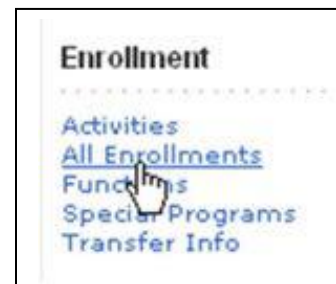 Enrollment
Activities
All Enrollments
Functions
Special Programs
Transfer Info